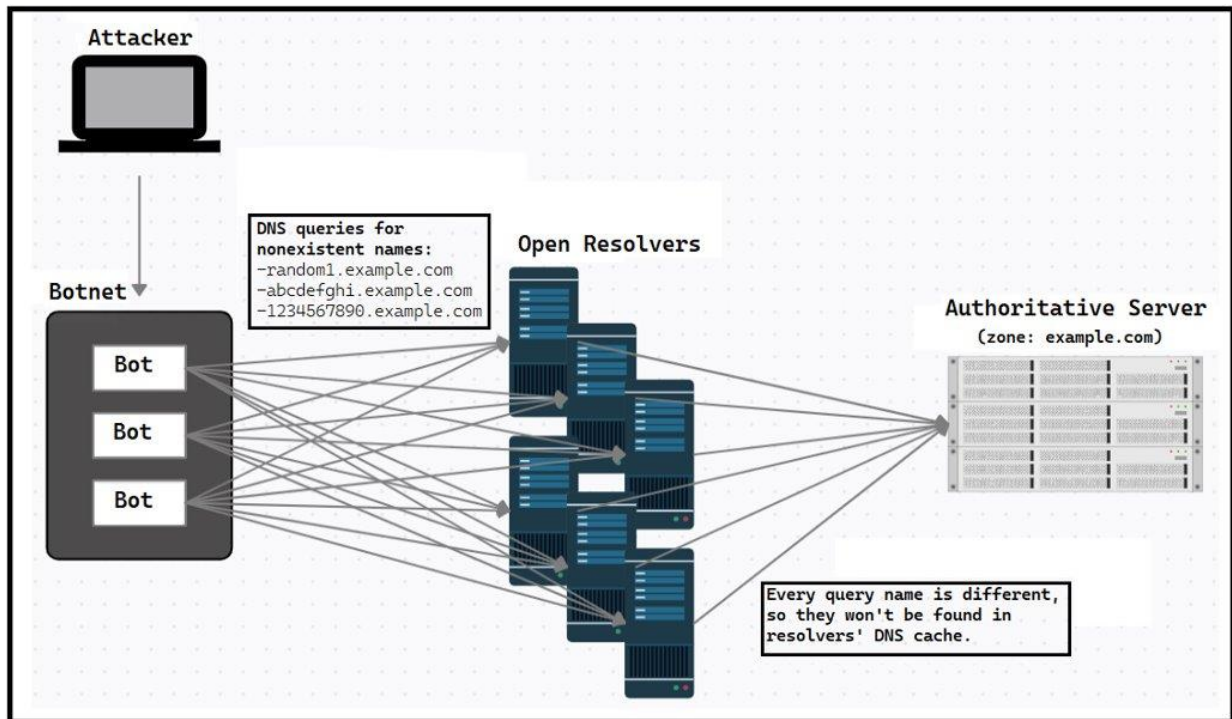 Attacker
DNS queries for
nonexistent names:
-random1.example.com
-abcdefghi.example.com
-1234567890.example.com
Open Resolvers
Botnet
Bot
Bot
Bot
Authoritative Server
(zone: example.com)
Every query name is different,
so they won't be found in
resolvers' DNS cache.